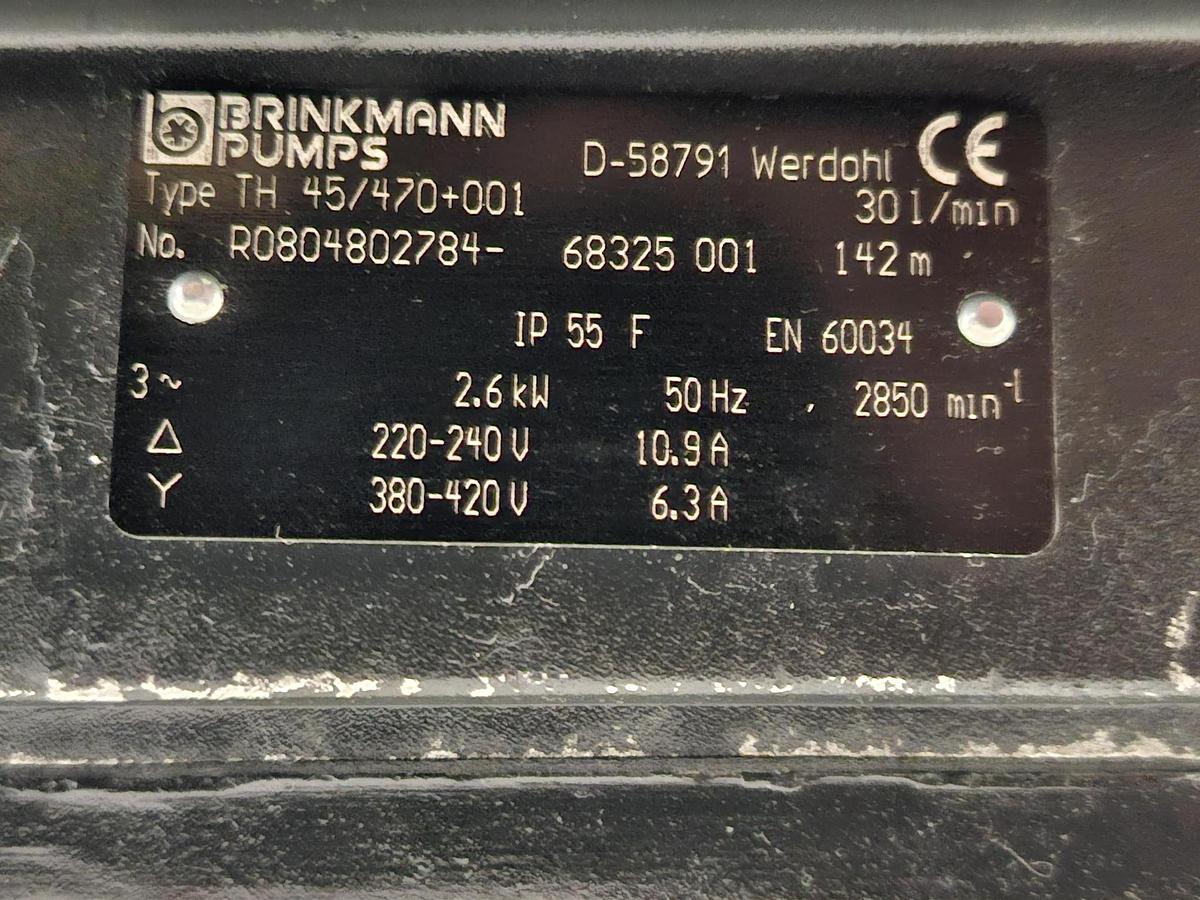 BRINKMANN
PUMPS
D-58791 Werdohl CE
Type TH 45/470+001 30 l/min
No. R0804802784- 68325 001 142 m
IP 55 F EN 60034
3~ 2.6 kW 50 Hz 2850 min⁻¹
Δ 220-240 V 10.9 A
Y 380-420 V 6.3 A